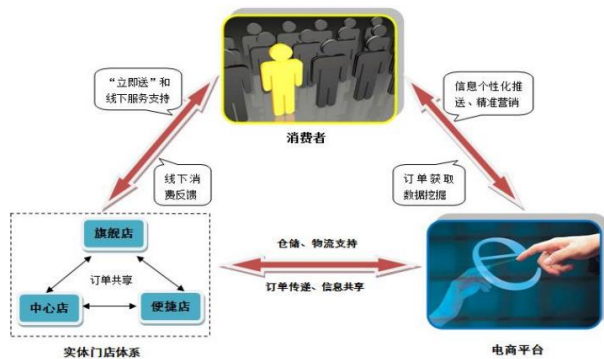 “立即送”和
线下服务支持
信息个性化推
送、精准营销
消费者
线下消
费反馈
订单获取
数据挖掘
旗舰店
订单共享
中心店
便捷店
仓储、物流支持
订单传递、信息共享
实体门店体系
电商平台